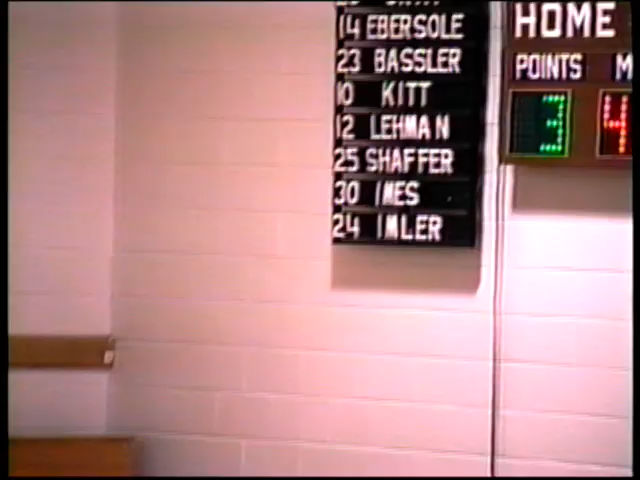 14 EBERSOLE
23 BASSLER
10 KITT
12 LEHMAN
25 SHAFFER
30 IMES
24 IMLER
HOME
POINTS M
3 4